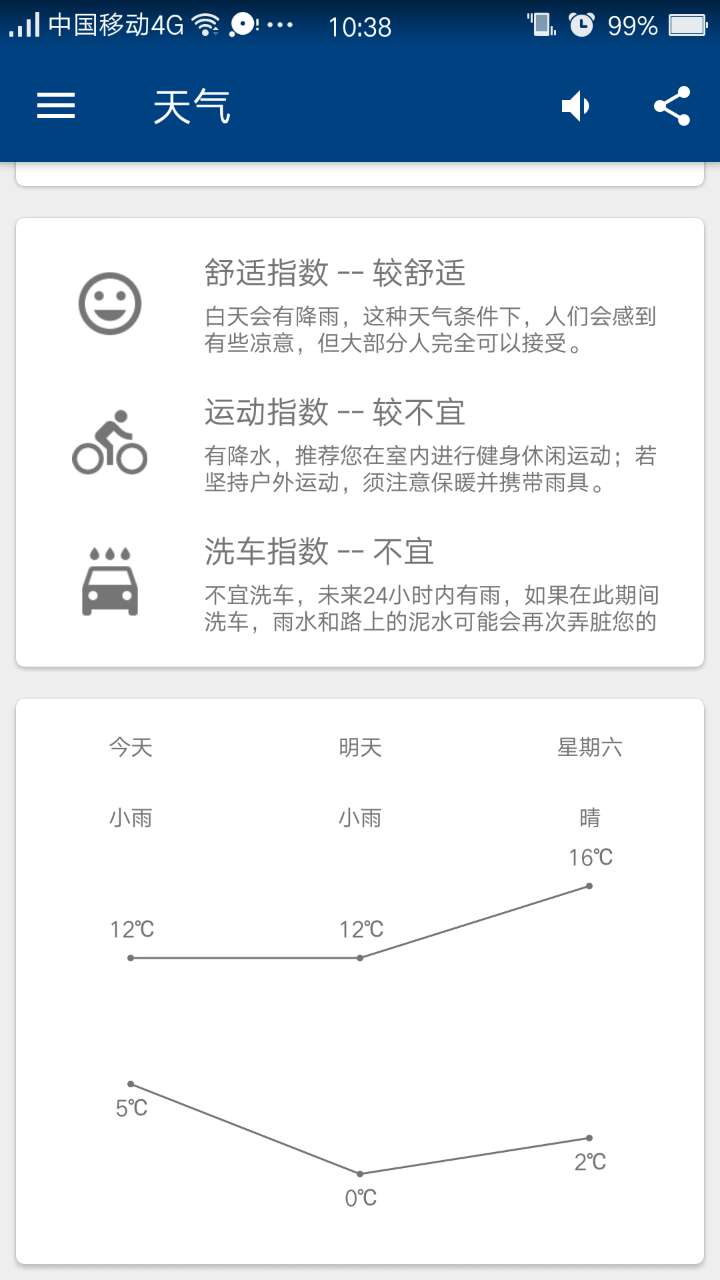 中国移动4G 10:38 99%
天气
舒适指数 -- 较舒适
白天会有降雨，这种天气条件下，人们会感到
有些凉意，但大部分人完全可以接受。
运动指数 -- 较不宜
有降水，推荐您在室内进行健身休闲运动；若
坚持户外运动，须注意保暖并携带雨具。
洗车指数 -- 不宜
不宜洗车，未来24小时内有雨，如果在此期间
洗车，雨水和路上的泥水可能会再次弄脏您的
今天 明天 星期六
小雨 小雨 晴
16℃
12℃ 12℃
5℃
2℃
0℃